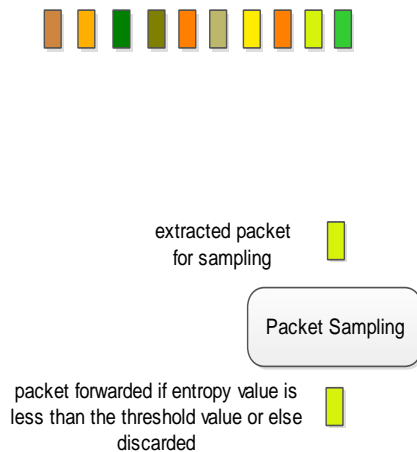 extracted packet
for sampling
Packet Sampling
packet forwarded if entropy value is
less than the threshold value or else
discarded